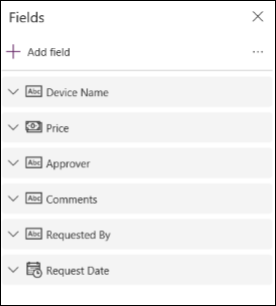 Fields
Add field
Abc Device Name
Price
Abc Approver
Abc Comments
Abc Requested By
Request Date